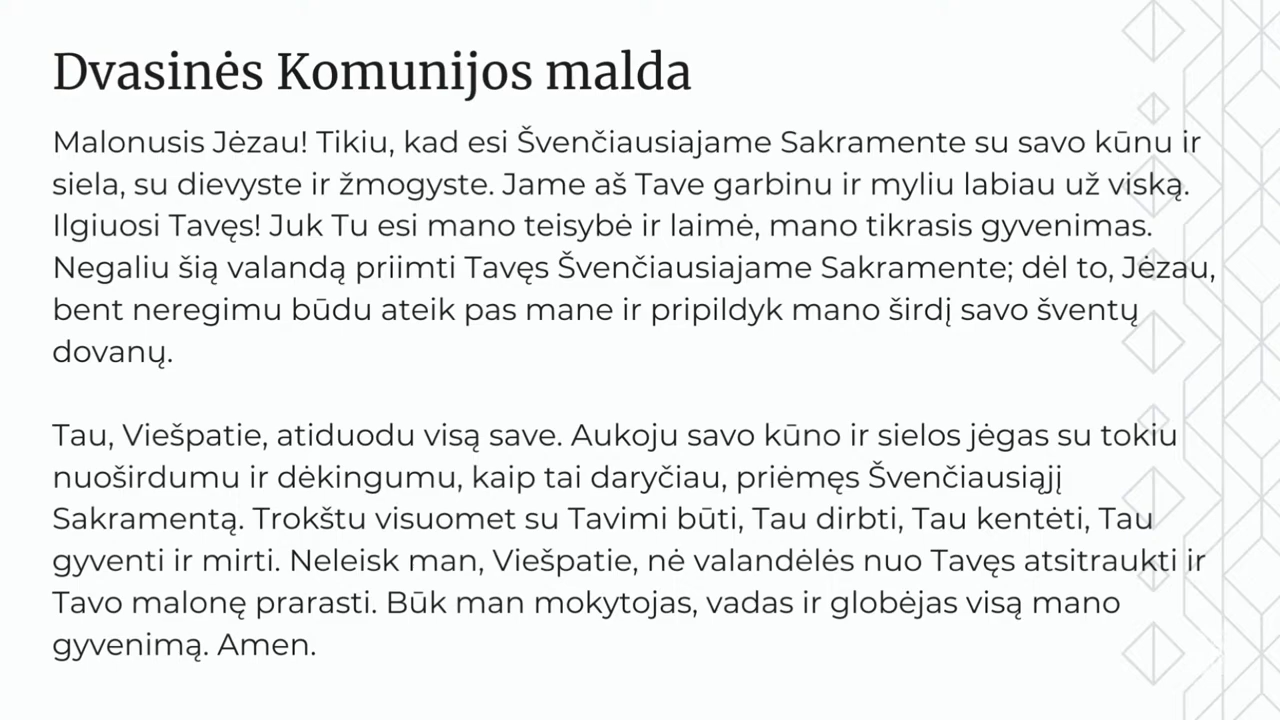 Dvasinės Komunijos malda
Malonusis Jėzau! Tikiu, kad esi Švenčiausiajame Sakramente su savo kūnu ir
siela, su dievyste ir žmogyste. Jame aš Tave garbinu ir myliu labiau už viską.
Ilgiuosi Tavęs! Juk Tu esi mano teisybė ir laimė, mano tikrasis gyvenimas.
Negaliu šią valandą priimti Tavęs Švenčiausiajame Sakramente; dėl to, Jėzau,
bent neregimu būdu ateik pas mane ir pripildyk mano širdį savo šventų
dovanų.
Tau, Viešpatie, atiduodu visą save. Aukoju savo kūno ir sielos jėgas su tokiu
nuoširdumu ir dėkingumu, kaip tai daryčiau, priėmęs Švenčiausiąjį
Sakramentą. Trokštu visuomet su Tavimi būti, Tau dirbti, Tau kentėti, Tau
gyventi ir mirti. Neleisk man, Viešpatie, nė valandėlės nuo Tavęs atsitraukti ir
Tavo malonę prarasti. Būk man mokytojas, vadas ir globėjas visą mano
gyvenimą. Amen.